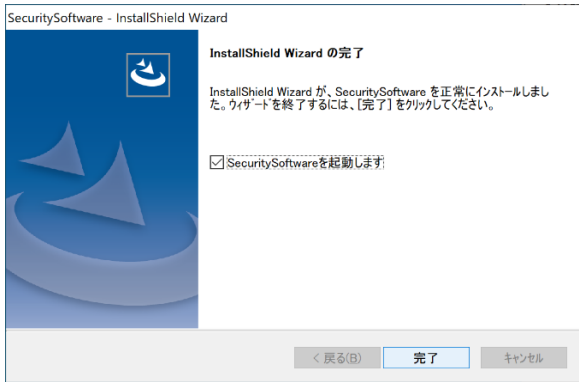 SecuritySoftware - InstallShield Wizard
InstallShield Wizard の完了
InstallShield Wizard が、SecuritySoftware を正常にインストールしまし
た。ウィザードを終了するには、[完了] をクリックしてください。
SecuritySoftwareを起動します
< 戻る(B)
完了
キャンセル